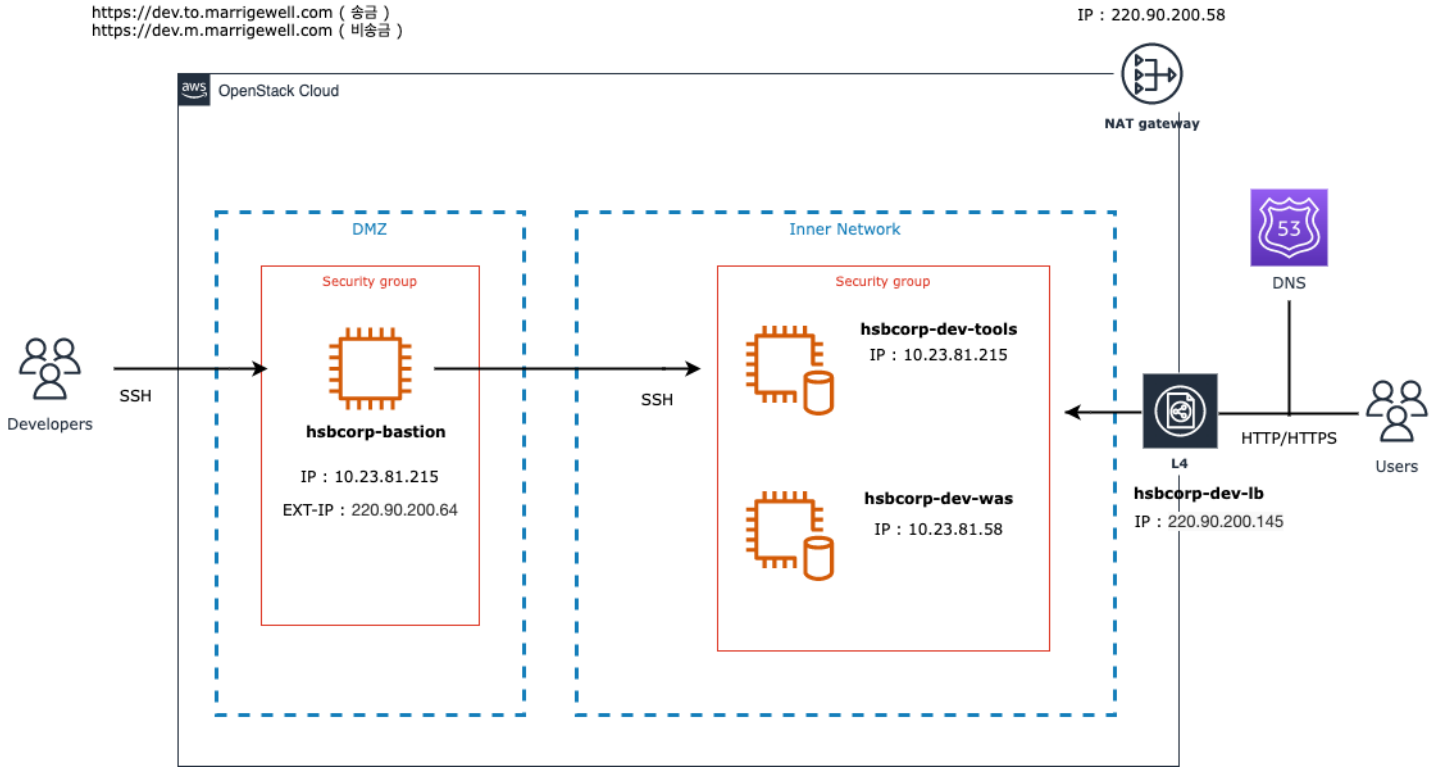 https://dev.to.marrigewell.com ( 송금 )
https://dev.m.marrigewell.com ( 비송금 )
IP : 220.90.200.58
NAT gateway
aws
OpenStack Cloud
DMZ
Inner Network
Security group
Security group
53
DNS
hsbcorp-dev-tools
IP : 10.23.81.215
SSH
SSH
Developers
hsbcorp-bastion
IP : 10.23.81.215
EXT-IP : 220.90.200.64
hsbcorp-dev-was
IP : 10.23.81.58
HTTP/HTTPS
Users
L4
hsbcorp-dev-lb
IP : 220.90.200.145